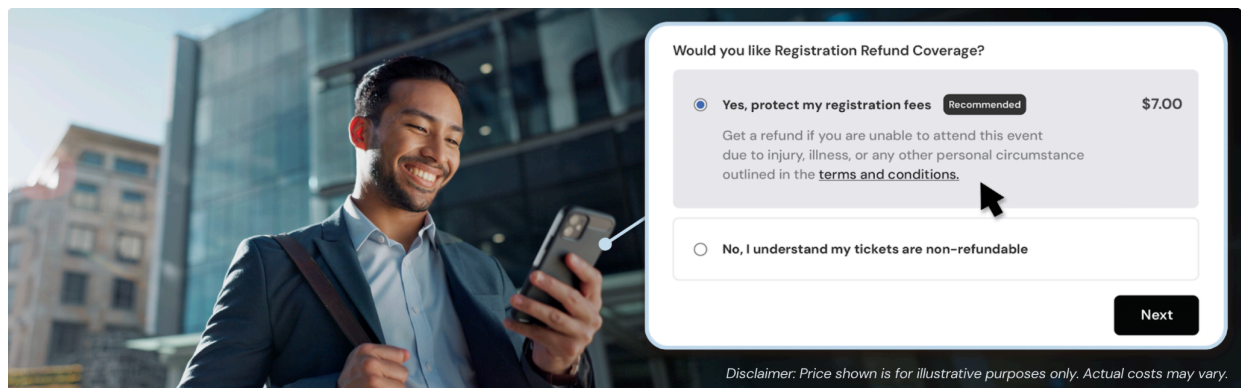 Would you like Registration Refund Coverage?
Yes, protect my registration fees Recommended $7.00
Get a refund if you are unable to attend this event
due to injury, illness, or any other personal circumstance
outlined in the terms and conditions.
No, I understand my tickets are non-refundable
Next
Disclaimer: Price shown is for illustrative purposes only. Actual costs may vary.